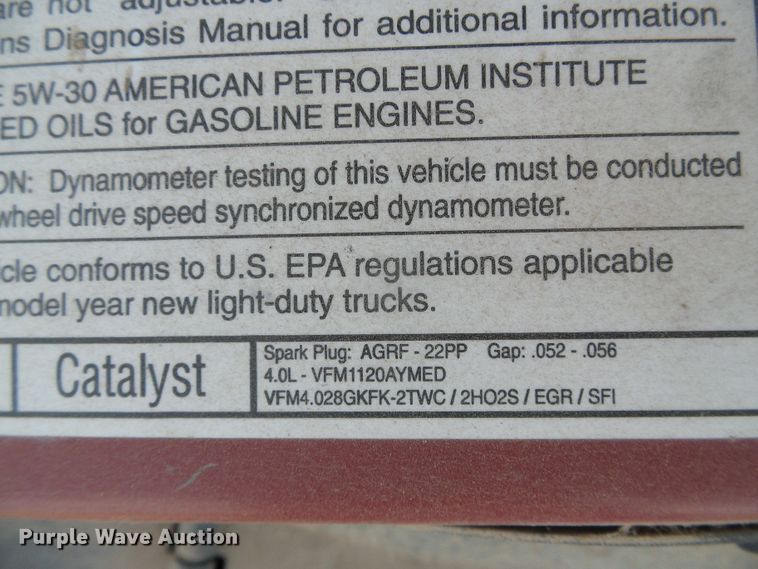 are not adjustable.
ns Diagnosis Manual for additional information.
E 5W-30 AMERICAN PETROLEUM INSTITUTE
ED OILS for GASOLINE ENGINES.
ON: Dynamometer testing of this vehicle must be conducted
wheel drive speed synchronized dynamometer.
cle conforms to U.S. EPA regulations applicable
model year new light-duty trucks.
Catalyst
Spark Plug: AGRF - 22PP Gap: .052 - .056
4.0L - VFM1120AYMED
VFM4.028GKFK-2TWC / 2HO2S / EGR / SFI
Purple Wave Auction